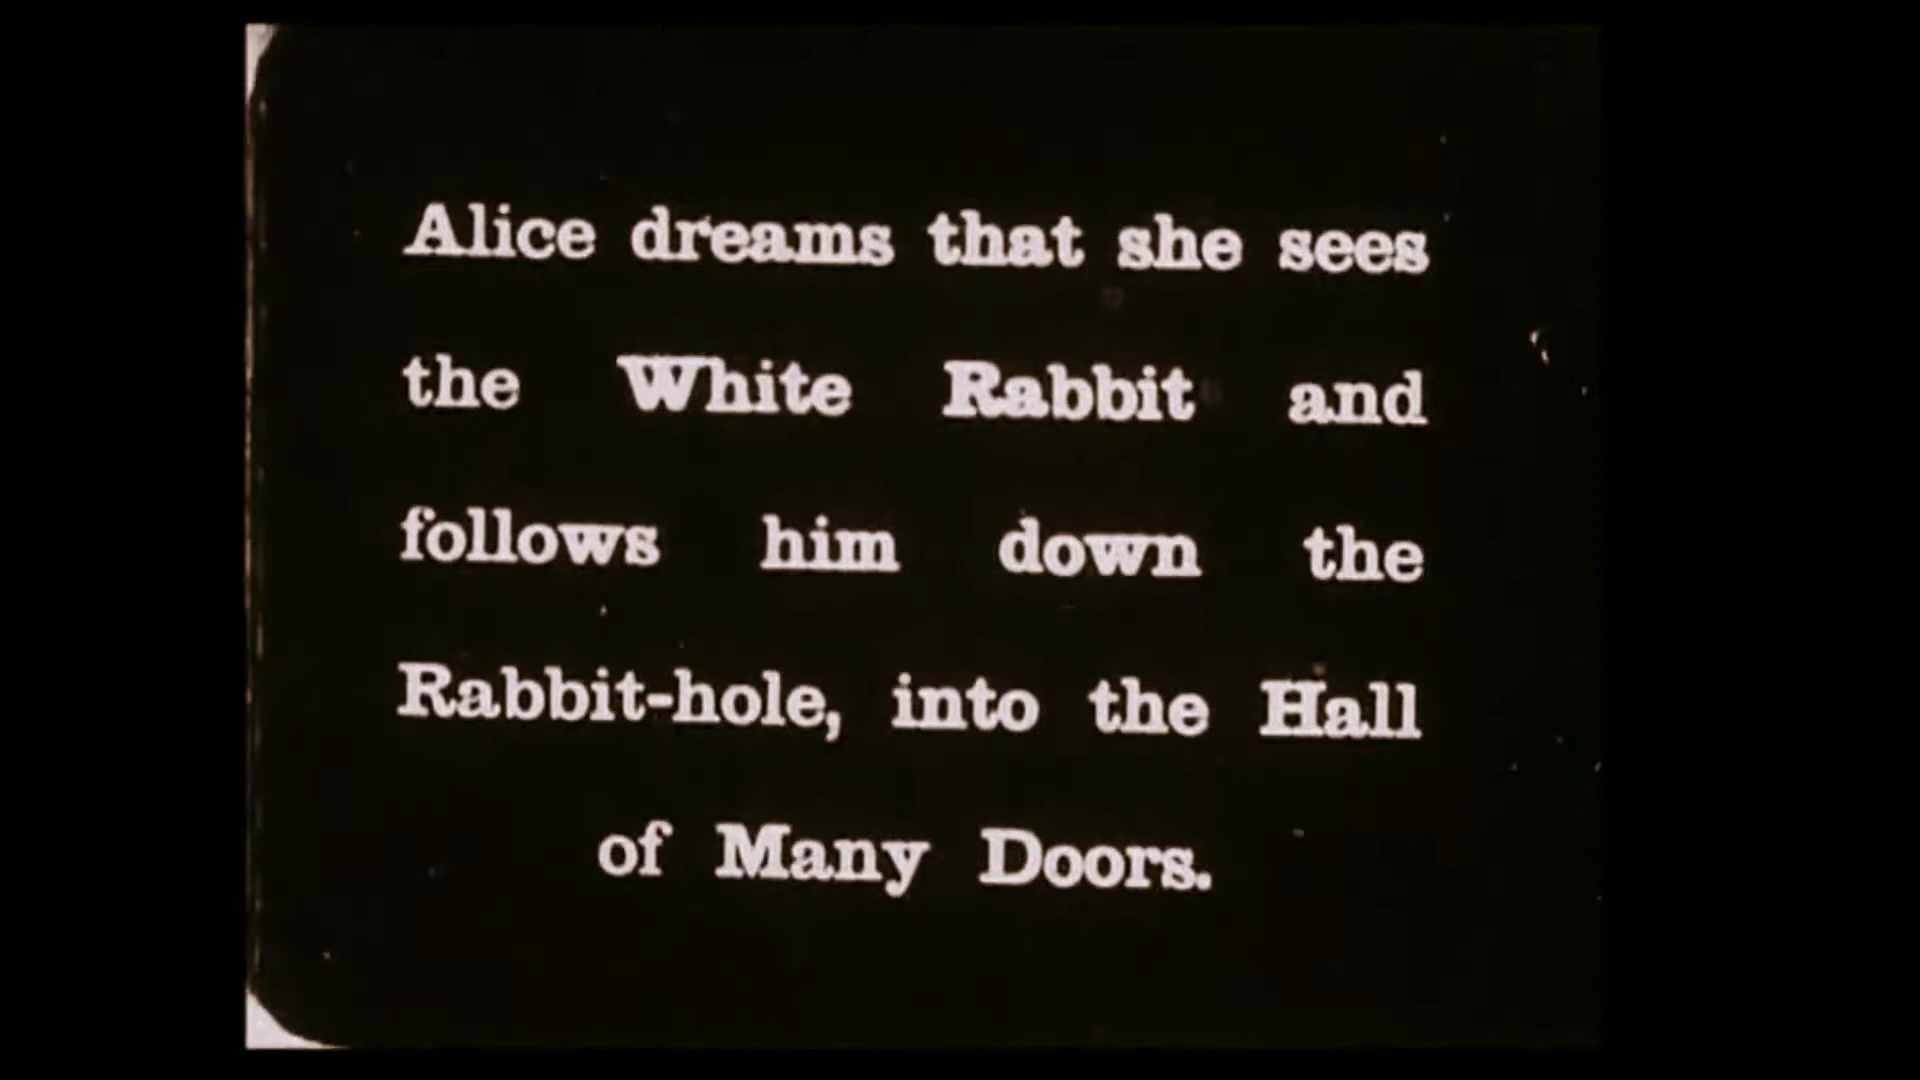 Alice dreams that she sees
the White Rabbit and
follows him down the
Rabbit-hole, into the Hall
of Many Doors.